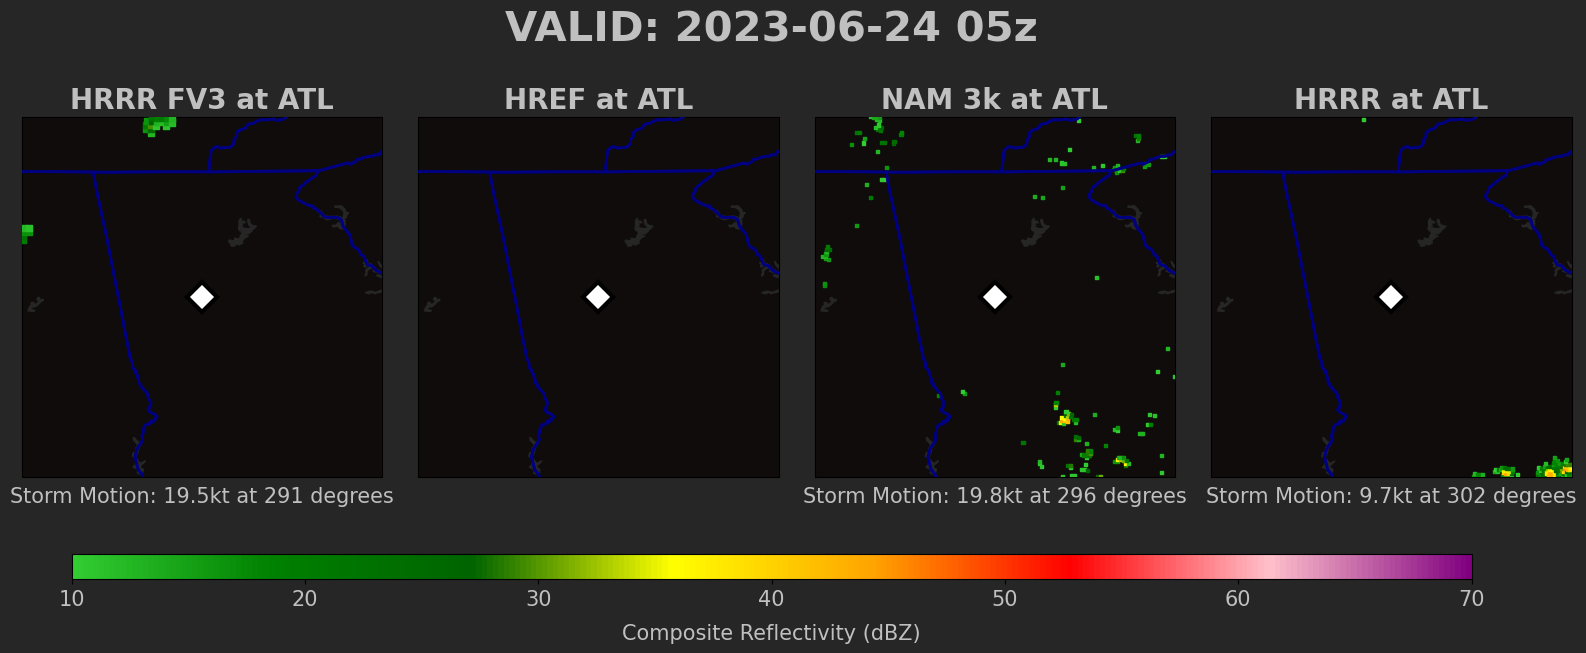 VALID: 2023-06-24 05z
HRRR FV3 at ATL
HREF at ATL
NAM 3k at ATL
HRRR at ATL
Storm Motion: 19.5kt at 291 degrees
Storm Motion: 19.8kt at 296 degrees
Storm Motion: 9.7kt at 302 degrees
10 20 30 40 50 60 70
Composite Reflectivity (dBZ)